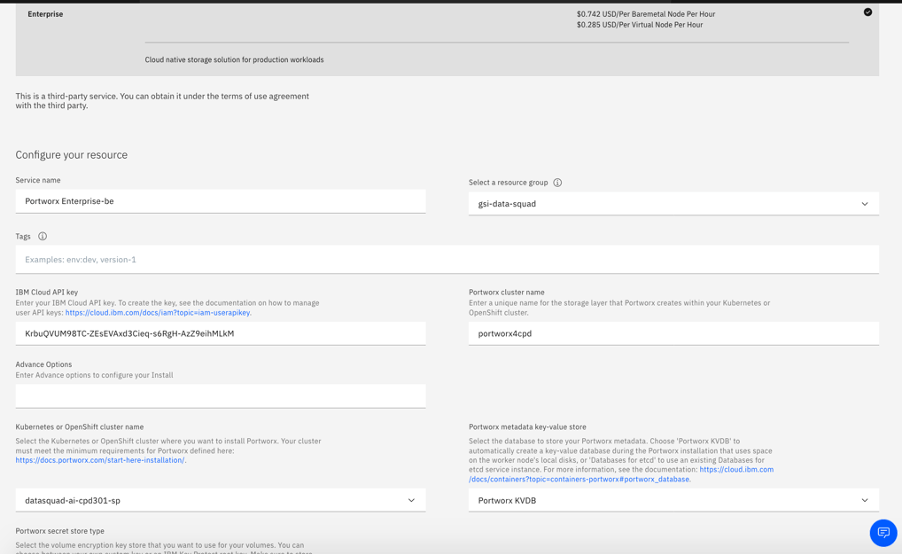 Enterprise
$0.742 USD/Per Baremetal Node Per Hour
$0.285 USD/Per Virtual Node Per Hour
Cloud native storage solution for production workloads
This is a third-party service. You can obtain it under the terms of use agreement
with the third party.
Configure your resource
Service name
Portworx Enterprise-be
Select a resource group
gsi-data-squad
Tags
Examples: env:dev, version-1
IBM Cloud API key
Enter your IBM Cloud API key. To create the key, see the documentation on how to manage
user API keys: https://cloud.ibm.com/docs/iam?topic=iam-userapikey.
KrbuQVUM98TC-ZEsEVAxd3Cieq-s6RgH-AzZ9eihMLkM
Portworx cluster name
Enter a unique name for the storage layer that Portworx creates within your Kubernetes or
OpenShift cluster.
portworx4cpd
Advance Options
Enter Advance options to configure your Install
Kubernetes or OpenShift cluster name
Select the Kubernetes or OpenShift cluster where you want to install Portworx. Your cluster
must meet the minimum requirements for Portworx defined here:
https://docs.portworx.com/start-here-installation/.
datasquad-ai-cpd301-sp
Portworx metadata key-value store
Select the database to store your Portworx metadata. Choose 'Portworx KVDB' to
automatically create a key-value database during the Portworx installation that uses space
on the worker node's local disks, or 'Databases for etcd' to use an existing Databases for
etcd service instance. For more information, see the documentation: https://cloud.ibm.com
/docs/containers?topic=containers-portworx#portworx_database.
Portworx KVDB
Portworx secret store type
Select the volume encryption key store that you want to use for your volumes. You can